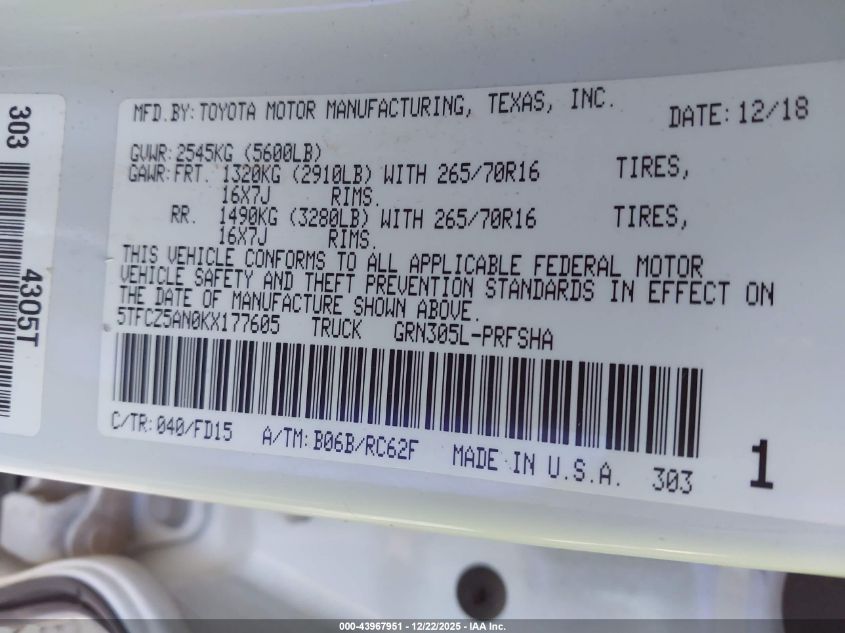 303
4305T
MFD.BY: TOYOTA MOTOR MANUFACTURING, TEXAS, INC. DATE: 12/18
GVWR: 2545KG (5600LB)
GAWR: FRT. 1320KG (2910LB) WITH 265/70R16 TIRES,
16X7J RIMS.
RR. 1490KG (3280LB) WITH 265/70R16 TIRES,
16X7J RIMS.
THIS VEHICLE CONFORMS TO ALL APPLICABLE FEDERAL MOTOR
VEHICLE SAFETY AND THEFT PREVENTION STANDARDS IN EFFECT ON
THE DATE OF MANUFACTURE SHOWN ABOVE.
5TFCZ5AN0KX177605 TRUCK GRN305L-PRFSHA
C/TR: 040/FD15 A/TM: B06B/RC62F MADE IN U.S.A. 303 1
000-43967951 - 12/22/2025 - IAA Inc.